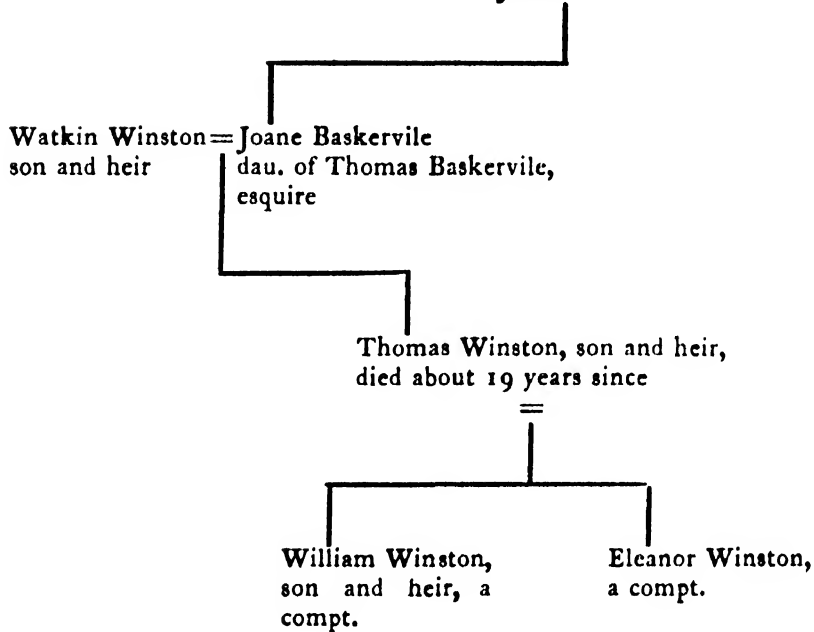 Watkin Winston = Joane Baskervile
son and heir dau. of Thomas Baskervile,
esquire
Thomas Winston, son and heir,
died about 19 years since
=
William Winston,
son and heir, a
compt.
Eleanor Winston,
a compt.